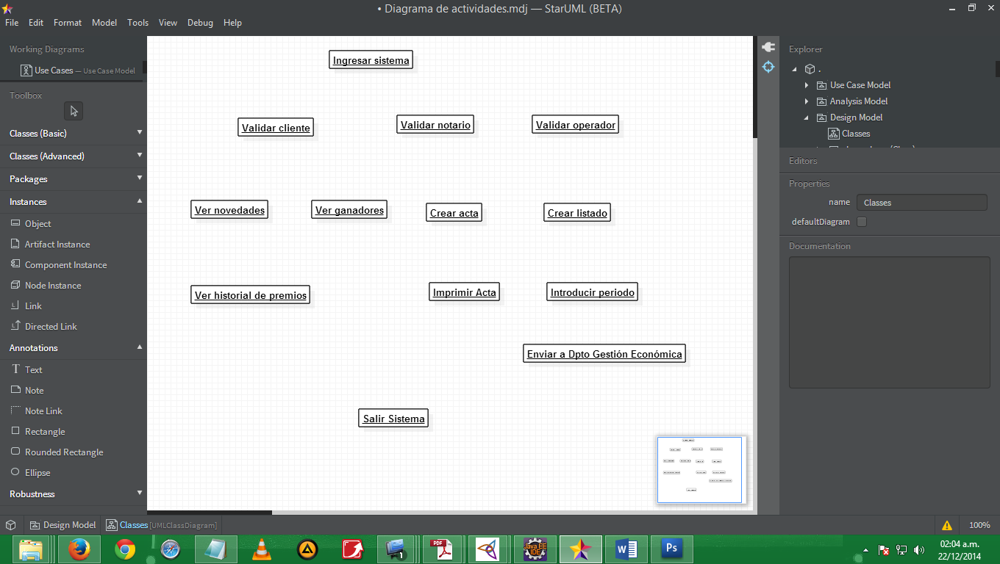 • Diagrama de actividades.mdj — StarUML (BETA)
File Edit Format Model Tools View Debug Help
Working Diagrams
Use Cases — Use Case Model
Toolbox
Classes (Basic)
Classes (Advanced)
Packages
Instances
Object
Artifact Instance
Component Instance
Node Instance
Link
Directed Link
Annotations
Text
Note
Note Link
Rectangle
Rounded Rectangle
Ellipse
Robustness
Ingresar sistema
Validar cliente
Validar notario
Validar operador
Ver novedades
Ver ganadores
Crear acta
Crear listado
Ver historial de premios
Imprimir Acta
Introducir periodo
Enviar a Dpto Gestión Económica
Salir Sistema
Explorer
.
Use Case Model
Analysis Model
Design Model
Classes
Editors
Properties
name Classes
defaultDiagram
Documentation
Design Model
Classes [UMLClassDiagram]
100%
PDF
Java EE
IDE
W
Ps
02:04 a.m.
22/12/2014